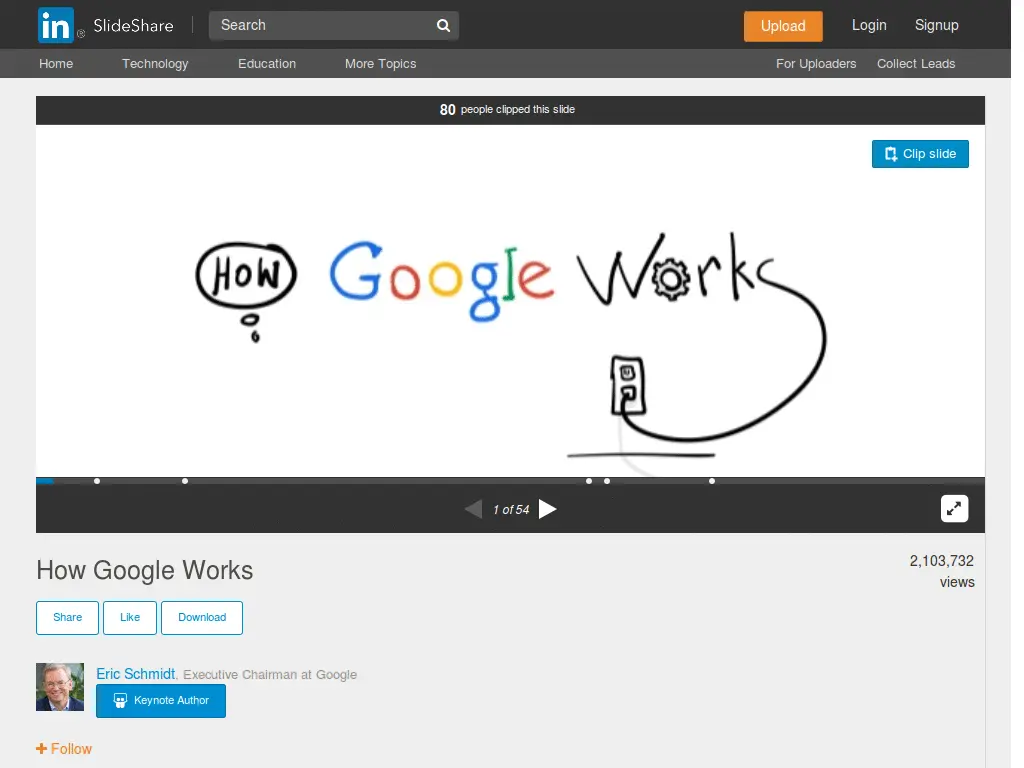 in ® SlideShare Search Upload Login Signup
Home Technology Education More Topics For Uploaders Collect Leads
80 people clipped this slide
Clip slide
HOW Google Works
1 of 54
How Google Works
2,103,732
views
Share Like Download
Eric Schmidt, Executive Chairman at Google
Keynote Author
+ Follow